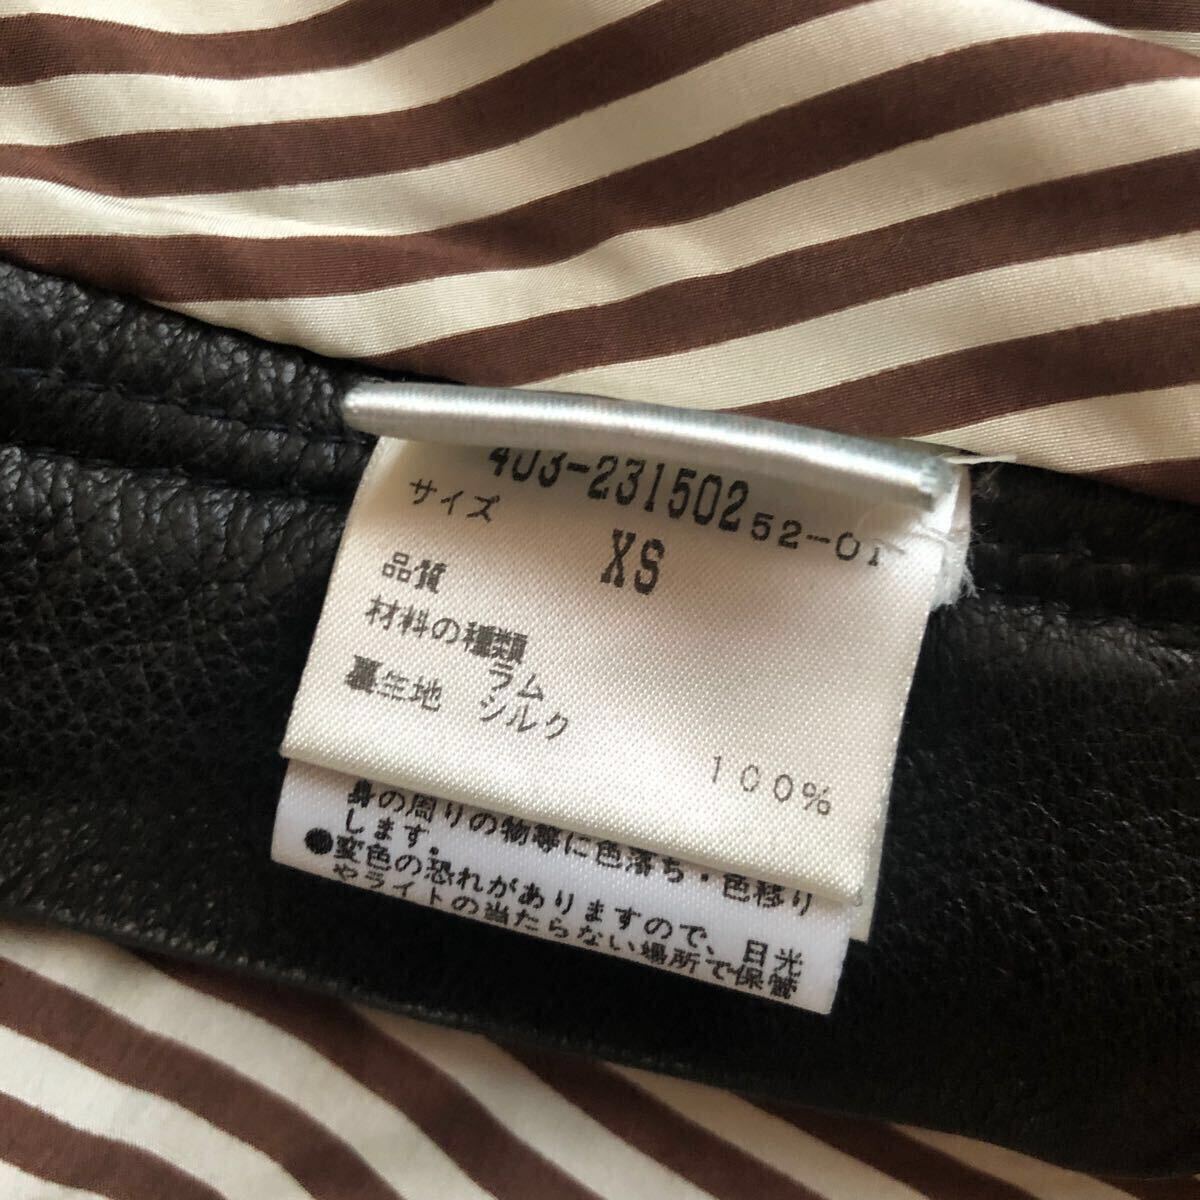 403-231502 52-01
サイズ XS
品質
材料の種類
ラム
裏生地 シルク 100%
身の周りの物等に色落ち・色移り
します。
●変色の恐れがありますので、日光
やライトの当たらない場所で保管